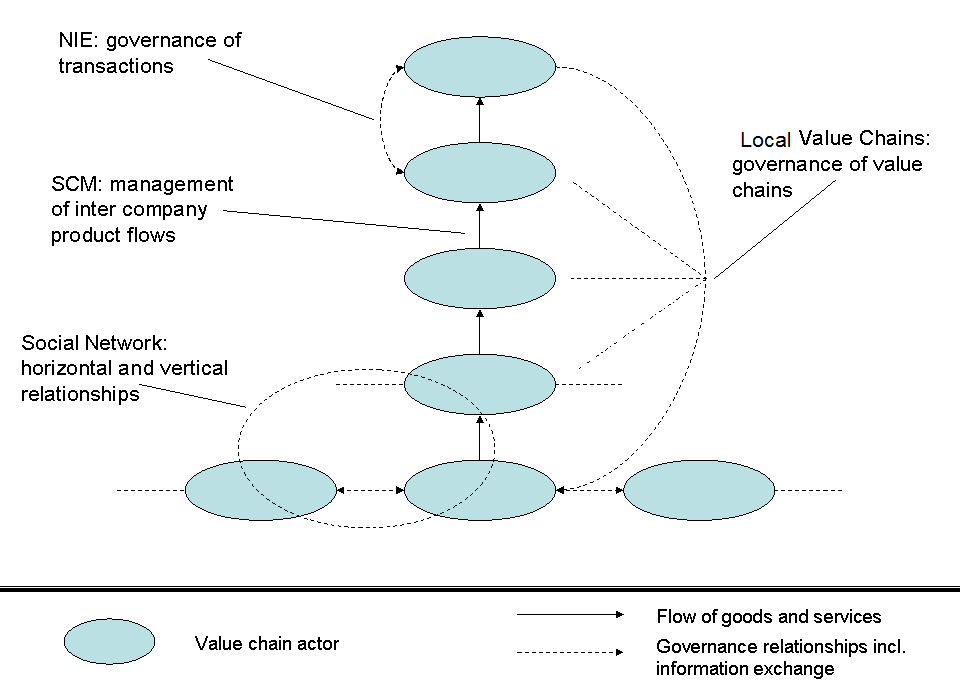 NIE: governance of
transactions
Local Value Chains:
governance of value
chains
SCM: management
of inter company
product flows
Social Network:
horizontal and vertical
relationships
Value chain actor
Flow of goods and services
Governance relationships incl.
information exchange